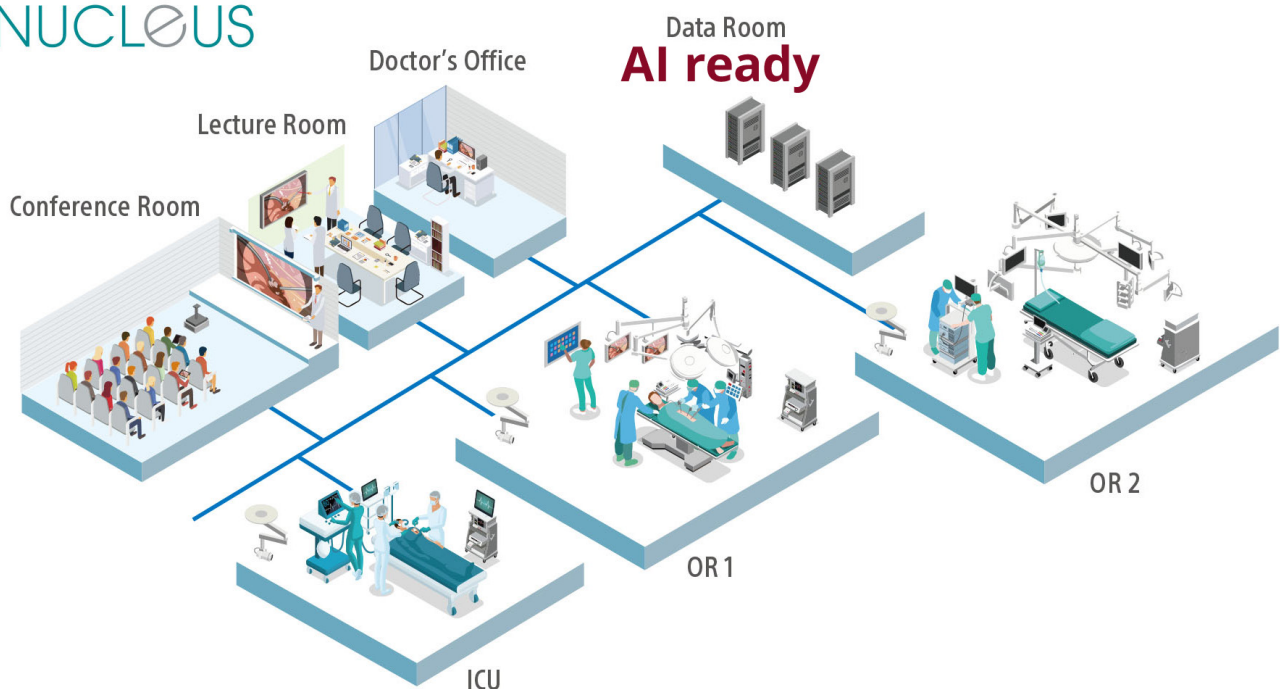 NUCLEUS
Data Room
AI ready
Doctor's Office
Lecture Room
Conference Room
OR 2
OR 1
ICU